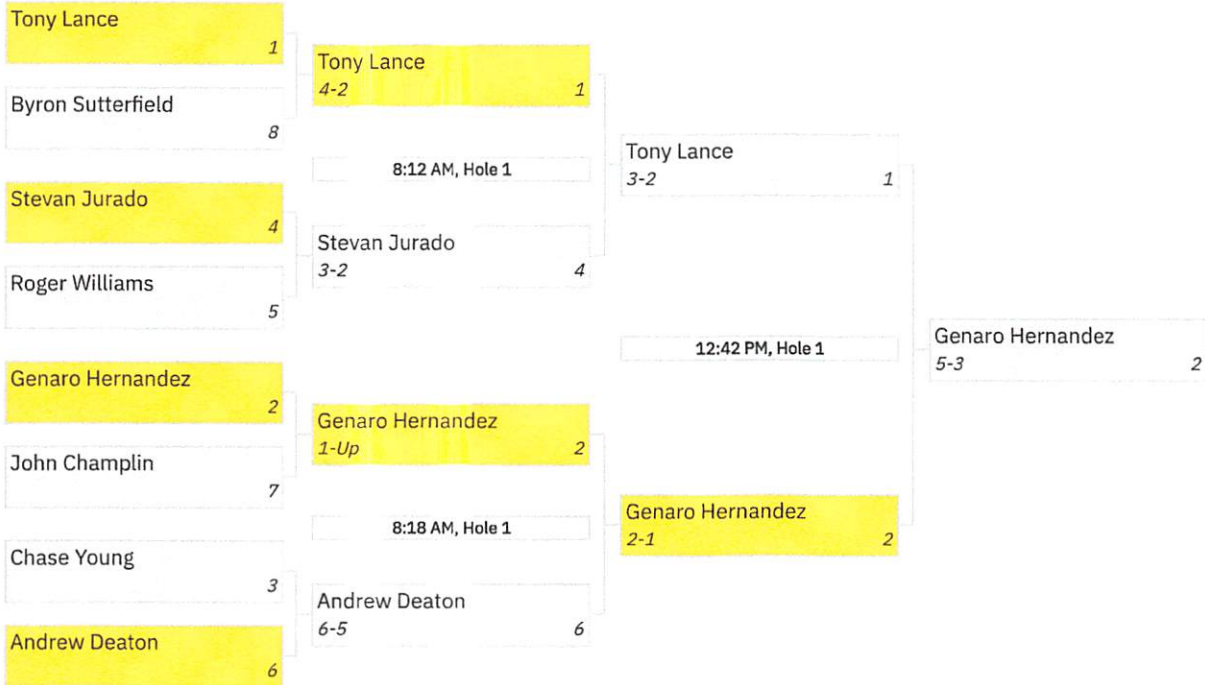 Tony Lance
1
Byron Sutterfield
8
Stevan Jurado
4
Roger Williams
5
Genaro Hernandez
2
John Champlin
7
Chase Young
3
Andrew Deaton
6
Tony Lance
4-2 1
8:12 AM, Hole 1
Stevan Jurado
3-2 4
Genaro Hernandez
1-Up 2
8:18 AM, Hole 1
Andrew Deaton
6-5 6
Tony Lance
3-2 1
12:42 PM, Hole 1
Genaro Hernandez
2-1 2
Genaro Hernandez
5-3 2